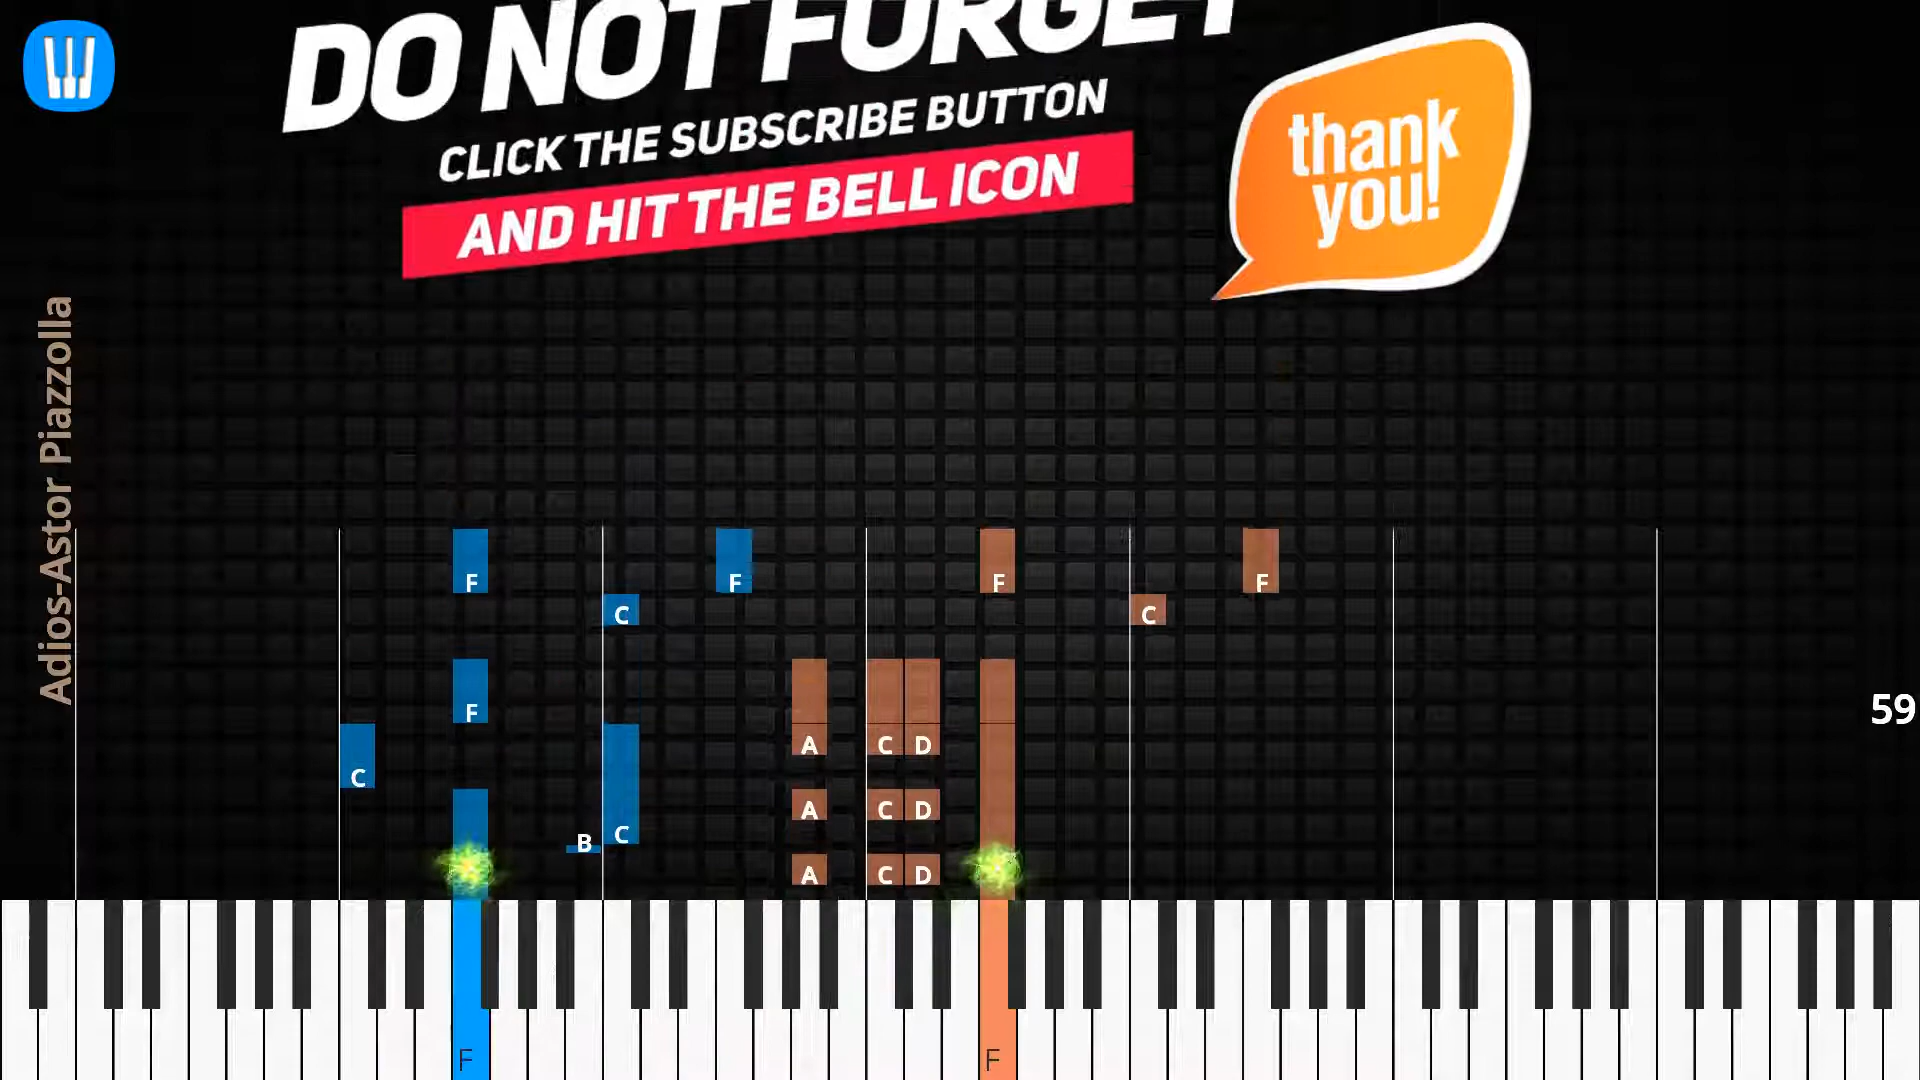 DO NOT FORGET
CLICK THE SUBSCRIBE BUTTON
AND HIT THE BELL ICON
thank
you!
Adios-Astor Piazzolla
F F F F
C C
F
A C D
C
59
A C D
B C
A C D
F F